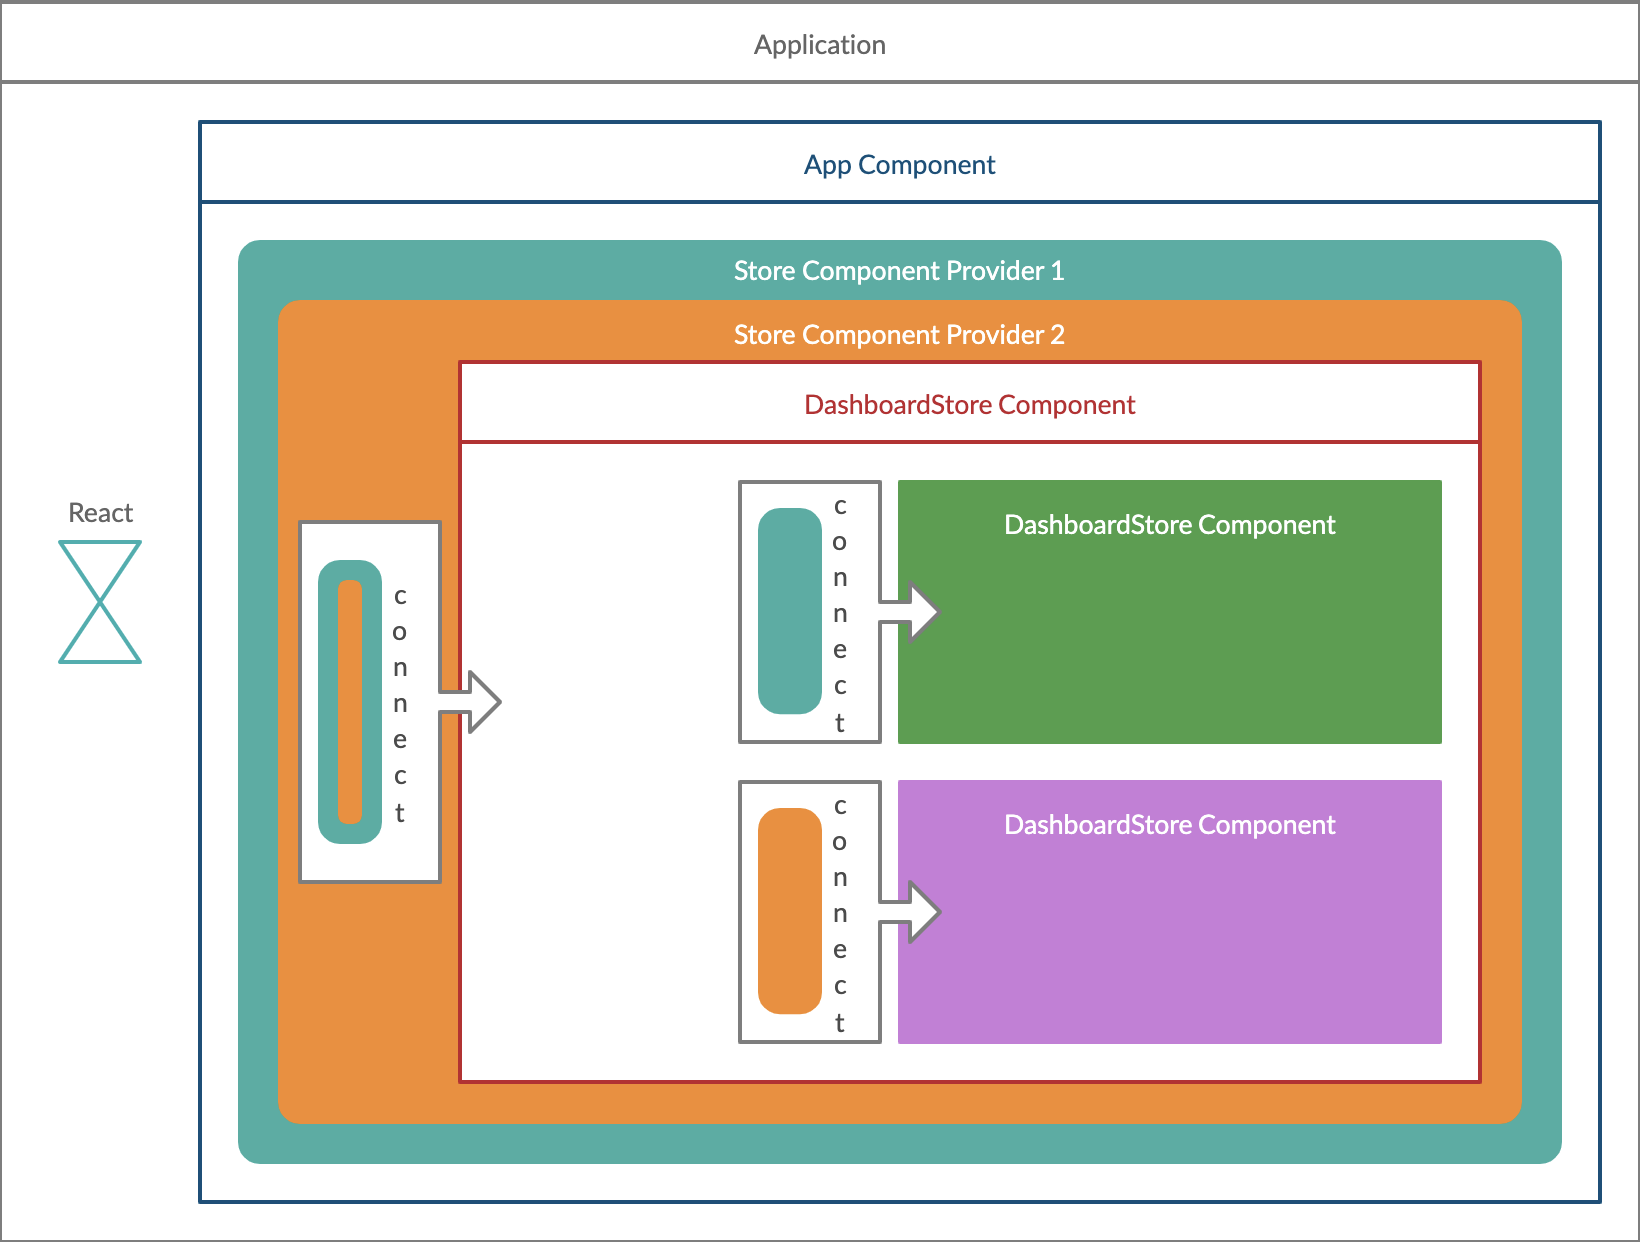 Application
App Component
Store Component Provider 1
Store Component Provider 2
DashboardStore Component
React
connect
connect
DashboardStore Component
connect
DashboardStore Component